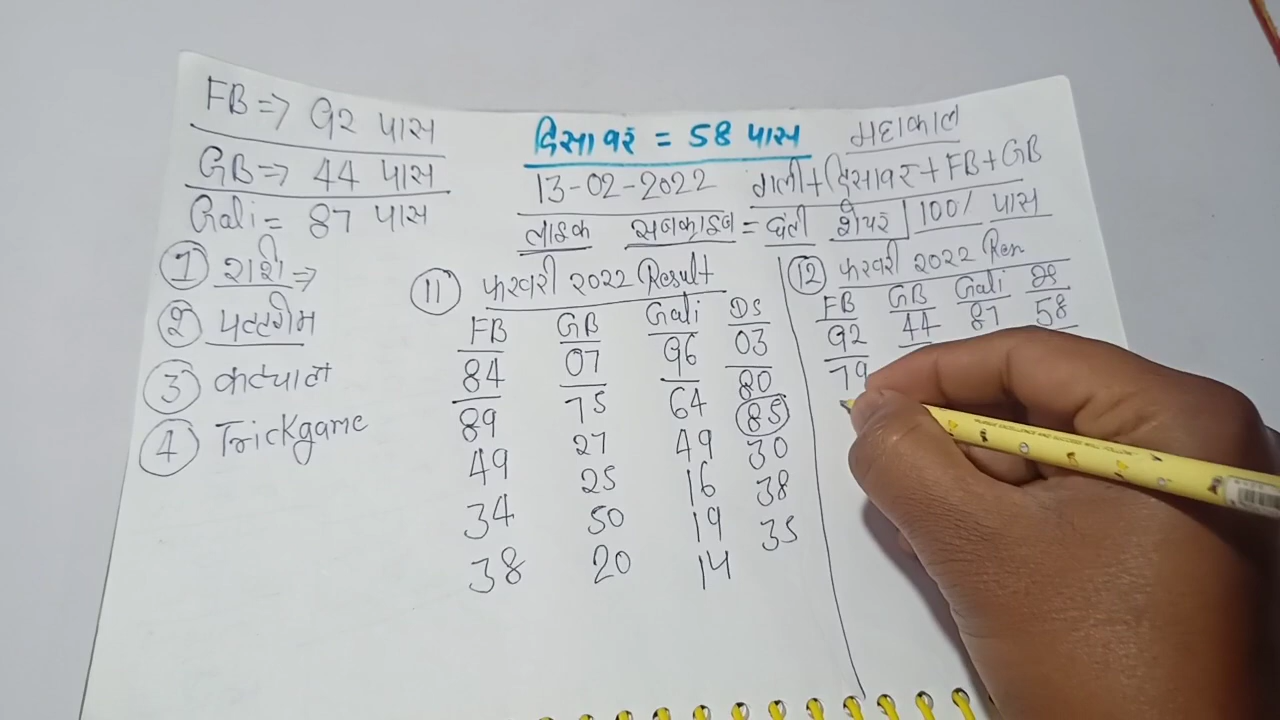 FB => 92 पास
GB => 44 पास
Gali = 87 पास
① राशी =>
② पत्तागेम
③ कटयाता
④ Trickgame
दिसावर = 58 पास
13-02-2022
लाइक सबक्राइब = घंती शेयर
महाकाल
गली+दिसावर+FB+GB
100% पास
⑪ फरवरी 2022 Result
FB GB Gali DS
84 07 96 03
89 75 64 80
49 27 49 85
34 25 16 30
38 50 19 38
20 14 35
⑫ फरवरी 2022 Res
FB GB Gali DS
92 44 87 58
79